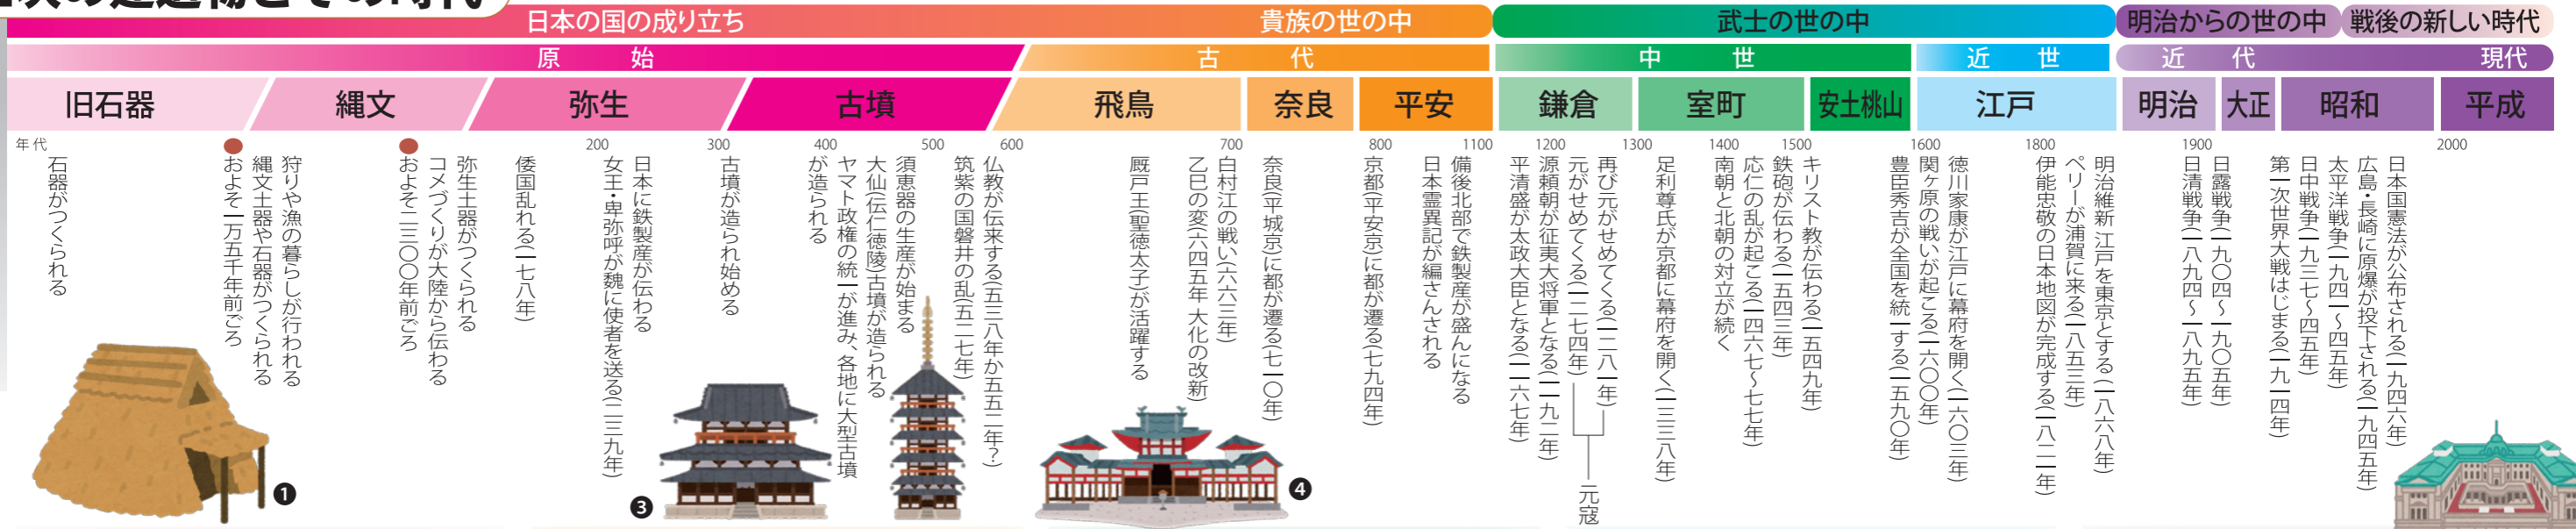 日本の国の成り立ち
貴族の世の中
武士の世の中
明治からの世の中
戦後の新しい時代
原始
古代
中世
近世
近代
現代
旧石器
縄文
弥生
古墳
飛鳥
奈良
平安
鎌倉
室町
安土桃山
江戸
明治
大正
昭和
平成
年代
200
300
400
500
600
700
800
1100
1200
1300
1400
1500
1600
1800
1900
2000
石器がつくられる
およそ一万五千年前ごろ
縄文土器や石器がつくられる
狩りや漁の暮らしが行われる
およそ二三〇〇年前ごろ
コメづくりが大陸から伝わる
弥生土器がつくられる
倭国乱れる(一七八年)
女王・卑弥呼が魏に使者を送る(二三九年)
日本に鉄製産が伝わる
古墳が造られ始める
ヤマト政権の統一が進み、各地に大型古墳
が造られる
大仙(伝仁徳陵)古墳が造られる
須恵器の生産が始まる
筑紫の国磐井の乱(五二七年)
仏教が伝来する(五三八年か五五二年?)
厩戸王(聖徳太子)が活躍する
乙巳の変(六四五年 大化の改新)
白村江の戦い(六六三年)
奈良(平城京)に都が遷る(七一〇年)
京都(平安京)に都が遷る(七九四年)
日本霊異記が編さんされる
備後北部で鉄製産が盛んになる
平清盛が太政大臣となる(一一六七年)
源頼朝が征夷大将軍となる(一一九二年)
元がせめてくる(一二七四年)
再び元がせめてくる(一二八一年)
元寇
足利尊氏が京都に幕府を開く(一三三八年)
南朝と北朝の対立が続く
応仁の乱が起こる(一四六七〜七七年)
鉄砲が伝わる(一五四三年)
キリスト教が伝わる(一五四九年)
豊臣秀吉が全国を統一する(一五九〇年)
関ヶ原の戦いが起こる(一六〇〇年)
徳川家康が江戸に幕府を開く(一六〇三年)
伊能忠敬の日本地図が完成する(一八二一年)
ペリーが浦賀に来る(一八五三年)
明治維新 江戸を東京とする(一八六八年)
日清戦争(一八九四〜一八九五年)
日露戦争(一九〇四〜一九〇五年)
第一次世界大戦はじまる(一九一四年)
日中戦争(一九三七〜四五年)
太平洋戦争(一九四一〜四五年)
広島・長崎に原爆が投下される(一九四五年)
日本国憲法が公布される(一九四六年)
❶
❸
❹